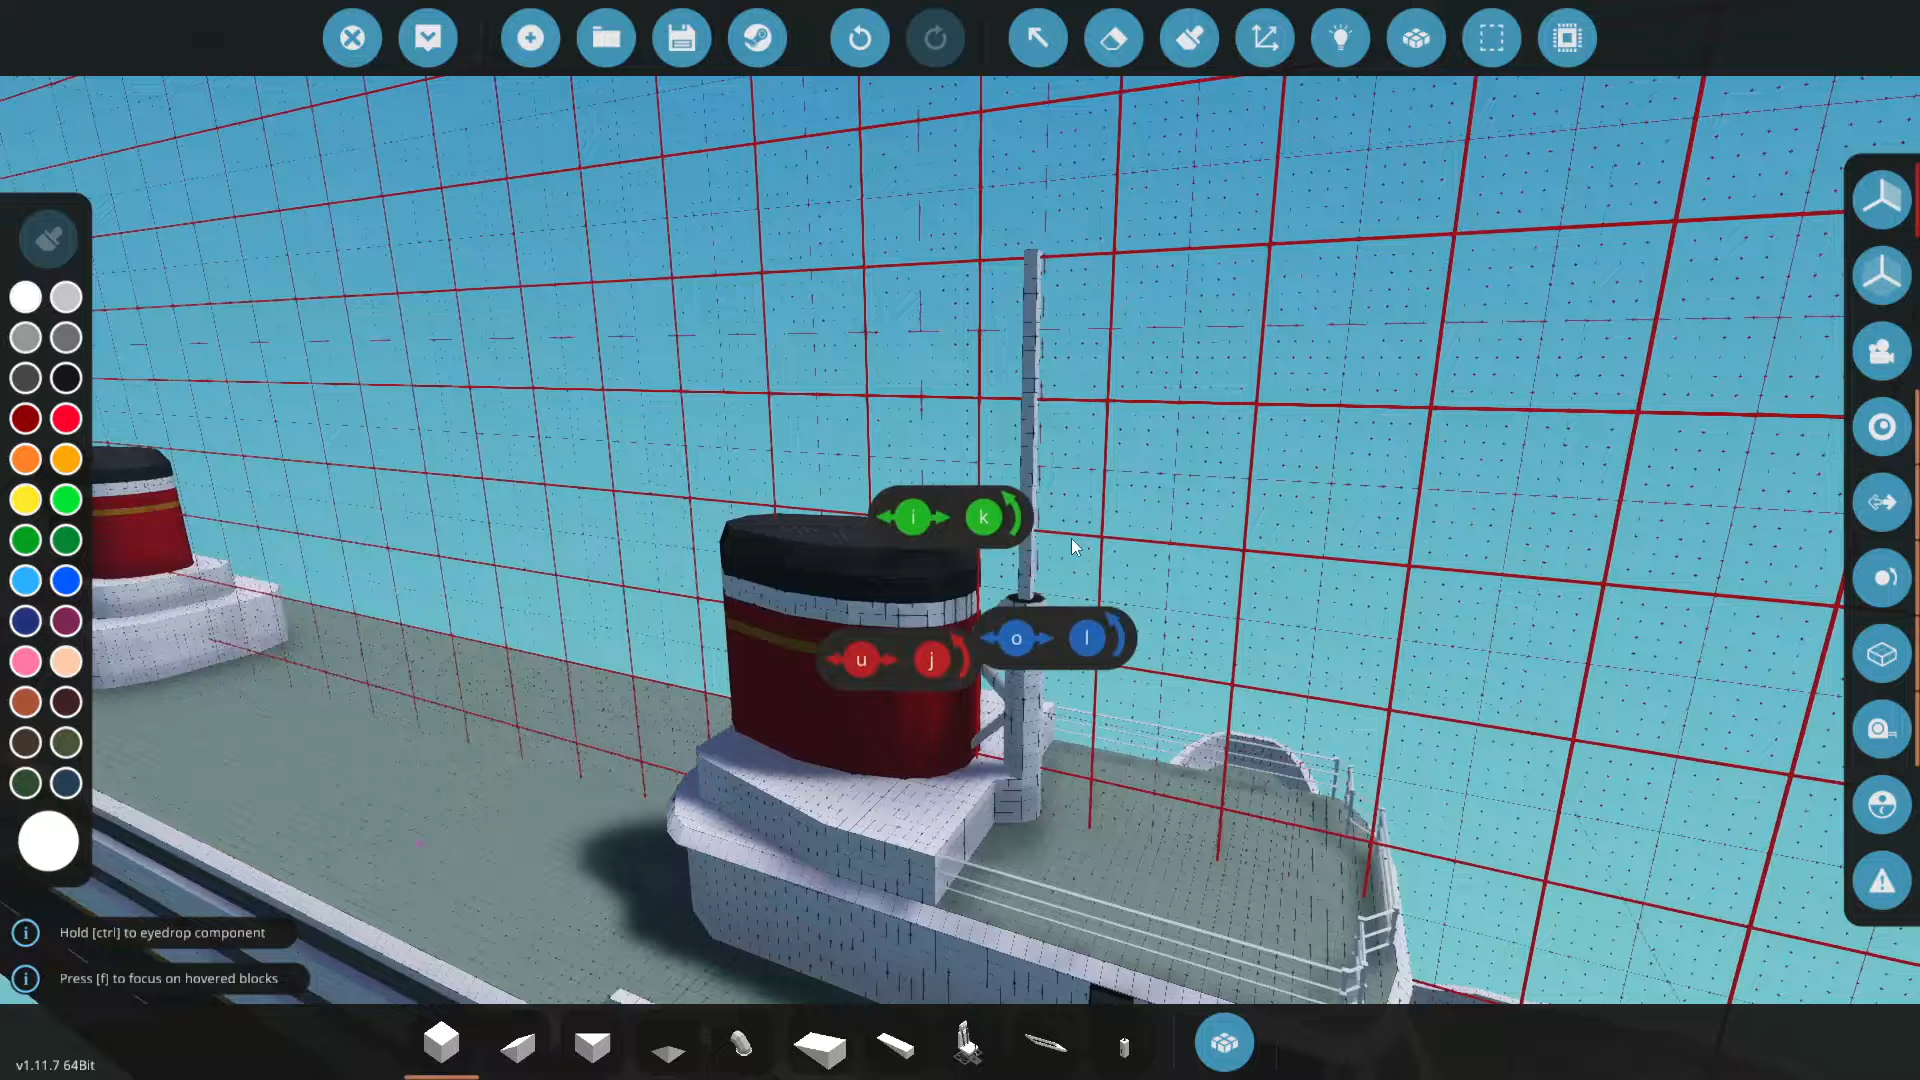 i k
o l
u j
Hold [ctrl] to eyedrop component
Press [f] to focus on hovered blocks
v1.11.7 64Bit